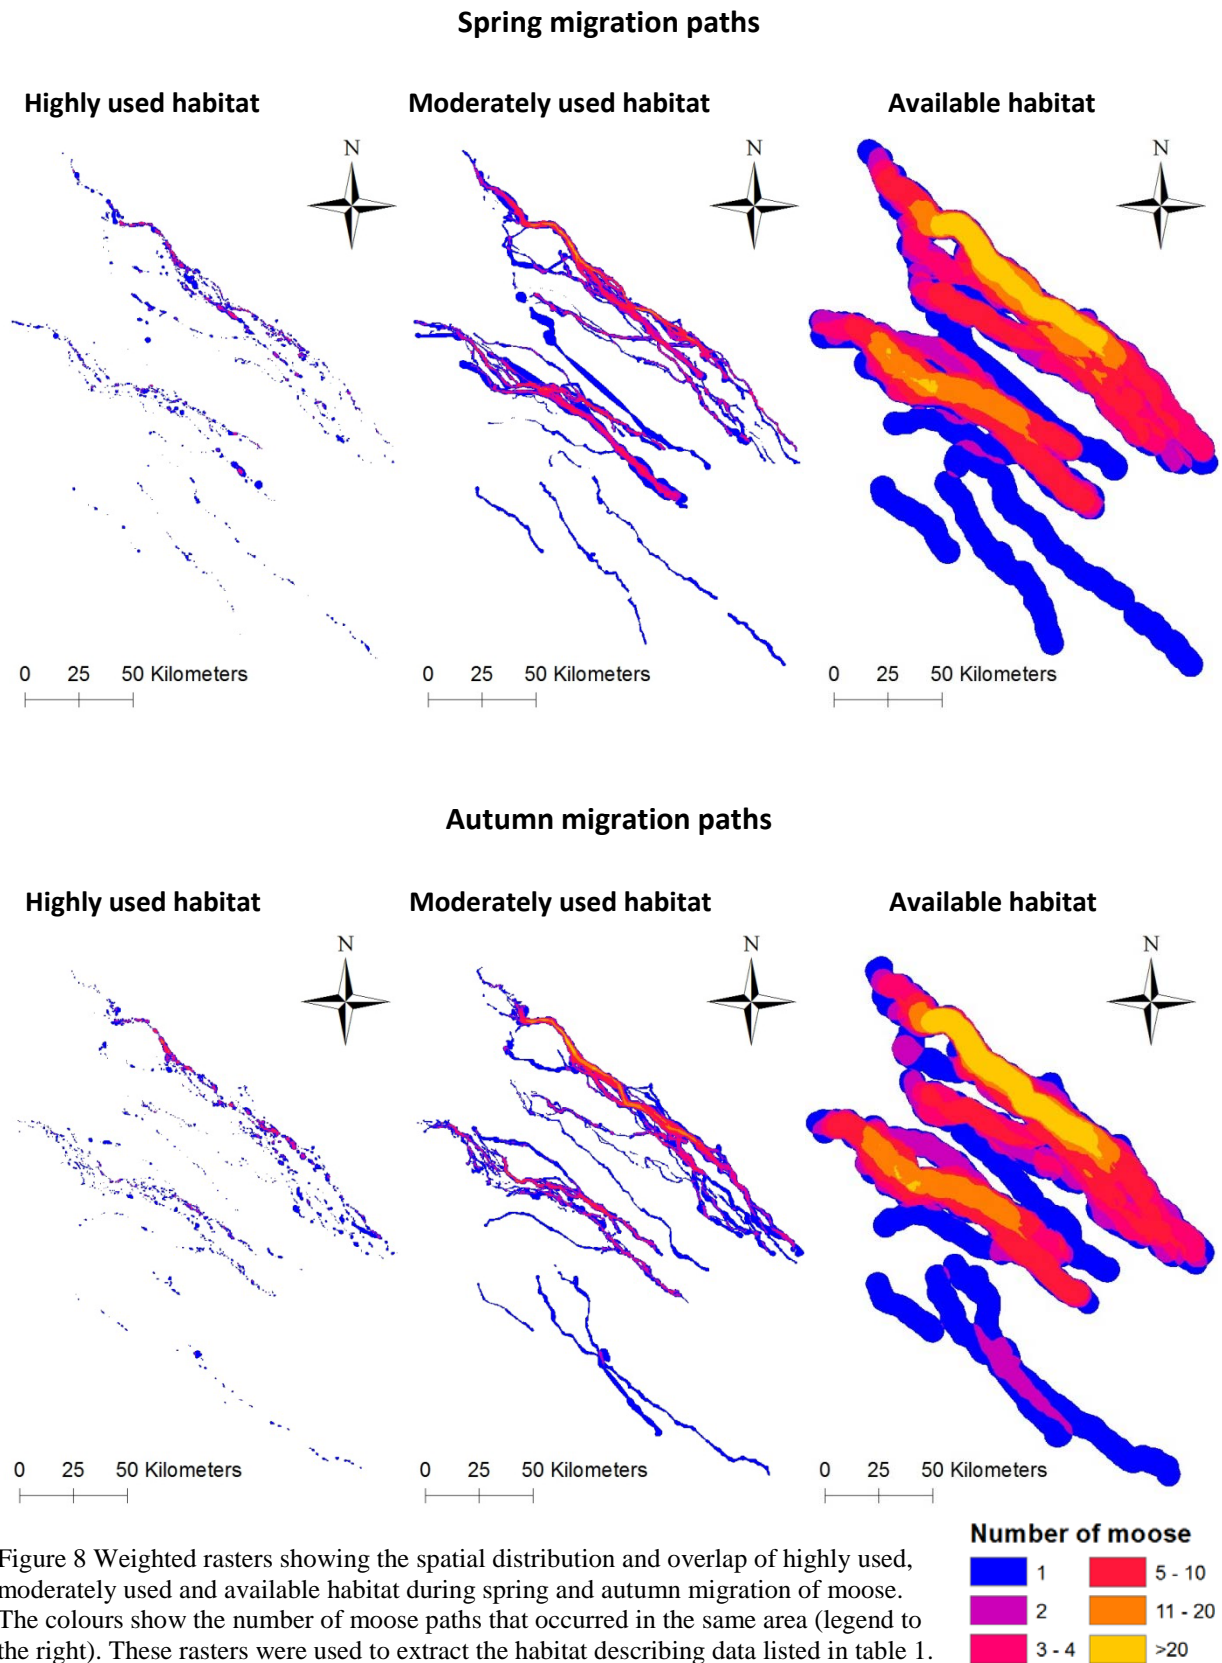 Spring migration paths
Highly used habitat
Moderately used habitat
Available habitat
N
N
N
0 25 50 Kilometers
0 25 50 Kilometers
0 25 50 Kilometers
Autumn migration paths
Highly used habitat
Moderately used habitat
Available habitat
N
N
N
0 25 50 Kilometers
0 25 50 Kilometers
0 25 50 Kilometers
Figure 8 Weighted rasters showing the spatial distribution and overlap of highly used,
moderately used and available habitat during spring and autumn migration of moose.
The colours show the number of moose paths that occurred in the same area (legend to
the right). These rasters were used to extract the habitat describing data listed in table 1.
Number of moose
1 5 - 10
2 11 - 20
3 - 4 >20